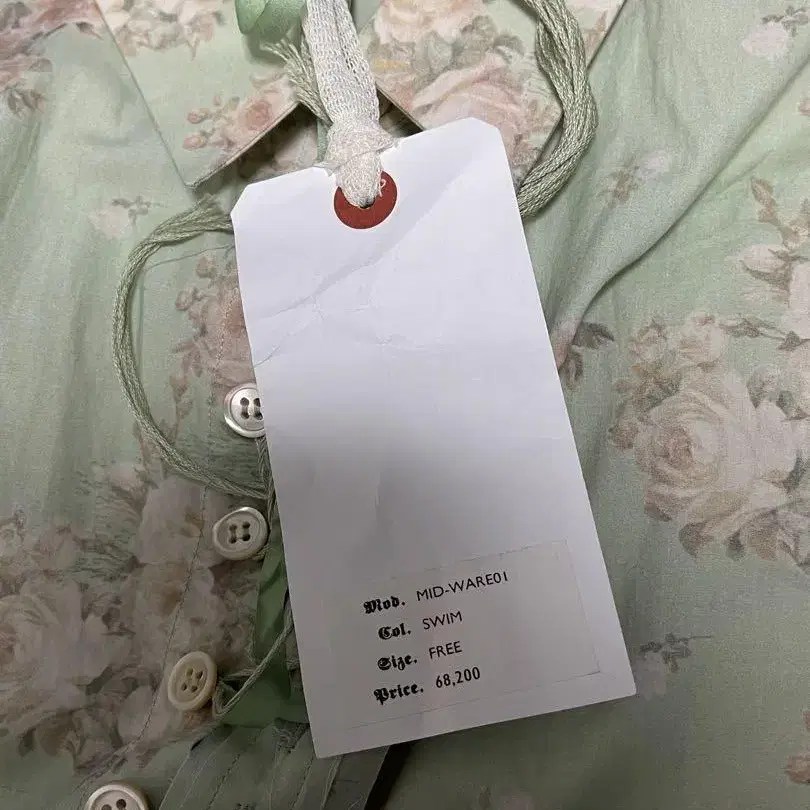 Mod. MID-WARE01
Col. SWIM
Size. FREE
Price. 68,200